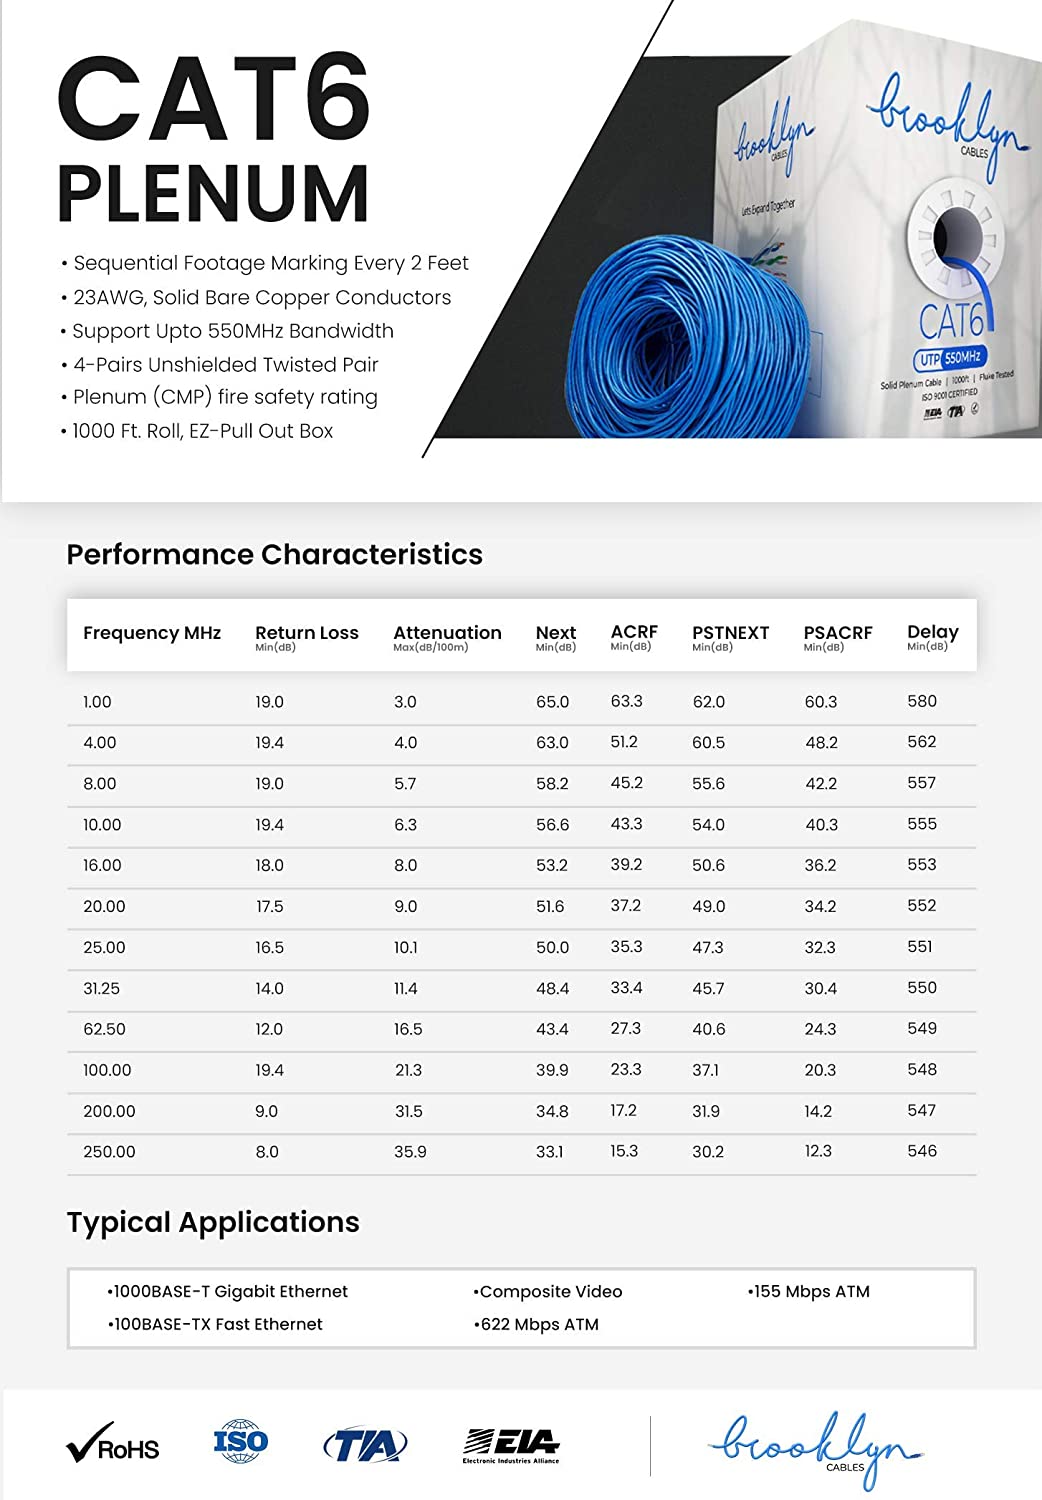 CAT6
PLENUM
• Sequential Footage Marking Every 2 Feet
• 23AWG, Solid Bare Copper Conductors
• Support Upto 550MHz Bandwidth
• 4-Pairs Unshielded Twisted Pair
• Plenum (CMP) fire safety rating
• 1000 Ft. Roll, EZ-Pull Out Box
brooklyn
CABLES
Lets Expand Together
brooklyn
CABLES
CAT6
UTP 550MHz
Solid Plenum Cable | 1000ft | Fluke Tested
ISO 9001 CERTIFIED
EIA TIA
Performance Characteristics
Frequency MHz Return Loss Attenuation Next ACRF PSTNEXT PSACRF Delay
Min(dB) Max(dB/100m) Min(dB) Min(dB) Min(dB) Min(dB) Min(dB)
1.00 19.0 3.0 65.0 63.3 62.0 60.3 580
4.00 19.4 4.0 63.0 51.2 60.5 48.2 562
8.00 19.0 5.7 58.2 45.2 55.6 42.2 557
10.00 19.4 6.3 56.6 43.3 54.0 40.3 555
16.00 18.0 8.0 53.2 39.2 50.6 36.2 553
20.00 17.5 9.0 51.6 37.2 49.0 34.2 552
25.00 16.5 10.1 50.0 35.3 47.3 32.3 551
31.25 14.0 11.4 48.4 33.4 45.7 30.4 550
62.50 12.0 16.5 43.4 27.3 40.6 24.3 549
100.00 19.4 21.3 39.9 23.3 37.1 20.3 548
200.00 9.0 31.5 34.8 17.2 31.9 14.2 547
250.00 8.0 35.9 33.1 15.3 30.2 12.3 546
Typical Applications
•1000BASE-T Gigabit Ethernet •Composite Video •155 Mbps ATM
•100BASE-TX Fast Ethernet •622 Mbps ATM
RoHS
ISO
TIA
EIA
Electronic Industries Alliance
brooklyn
CABLES